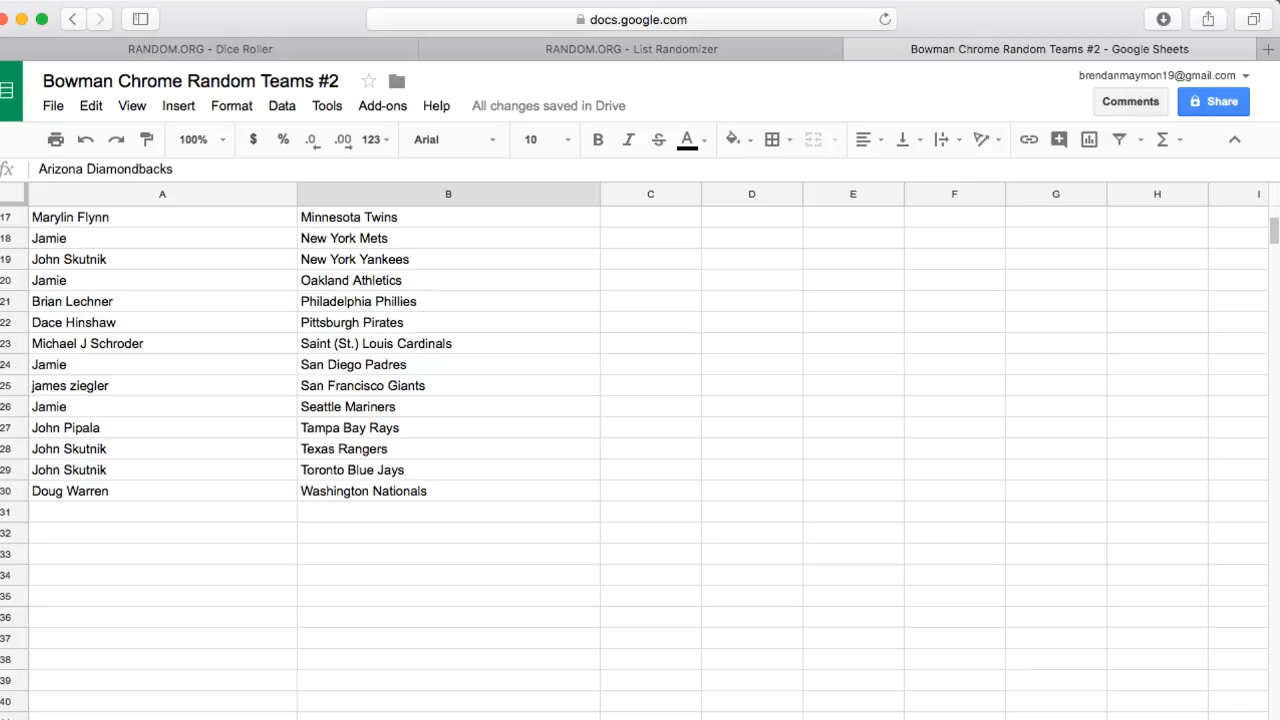 docs.google.com
RANDOM.ORG - Dice Roller
RANDOM.ORG - List Randomizer
Bowman Chrome Random Teams #2 - Google Sheets
Bowman Chrome Random Teams #2
brendanmaymon19@gmail.com
File Edit View Insert Format Data Tools Add-ons Help All changes saved in Drive
Comments
Share
100% $ % .0 .00 123 Arial 10 B I S A
fx Arizona Diamondbacks
A B C D E F G H I
17 Marylin Flynn Minnesota Twins
18 Jamie New York Mets
19 John Skutnik New York Yankees
20 Jamie Oakland Athletics
21 Brian Lechner Philadelphia Phillies
22 Dace Hinshaw Pittsburgh Pirates
23 Michael J Schroder Saint (St.) Louis Cardinals
24 Jamie San Diego Padres
25 james ziegler San Francisco Giants
26 Jamie Seattle Mariners
27 John Pipala Tampa Bay Rays
28 John Skutnik Texas Rangers
29 John Skutnik Toronto Blue Jays
30 Doug Warren Washington Nationals
31
32
33
34
35
36
37
38
39
40